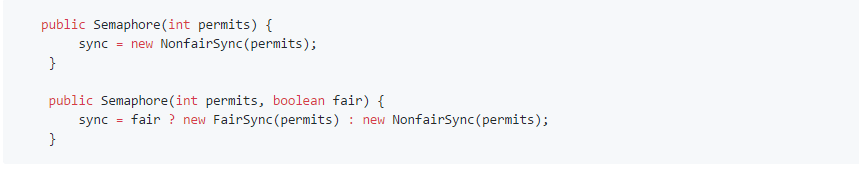 public Semaphore(int permits) {
sync = new NonfairSync(permits);
}
public Semaphore(int permits, boolean fair) {
sync = fair ? new FairSync(permits) : new NonfairSync(permits);
}